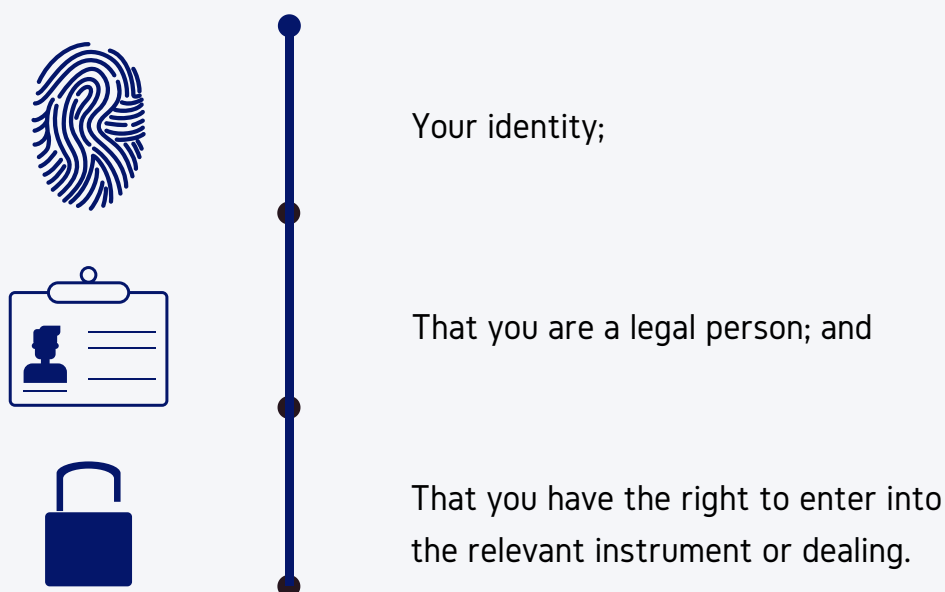 Your identity;
That you are a legal person; and
That you have the right to enter into
the relevant instrument or dealing.